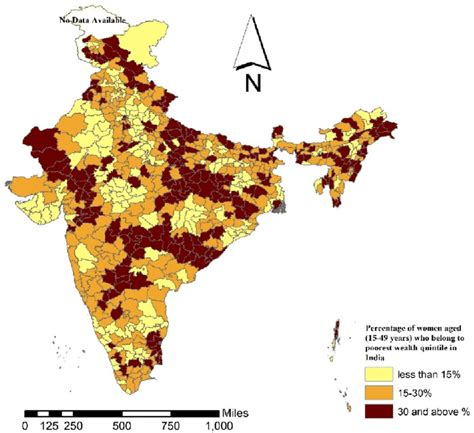 No Data Available
N
Percentage of women aged
(15-49 years) who belong to
poorest wealth quintile in
India
less than 15%
15-30%
30 and above %
Miles
0 125 250 500 750 1,000